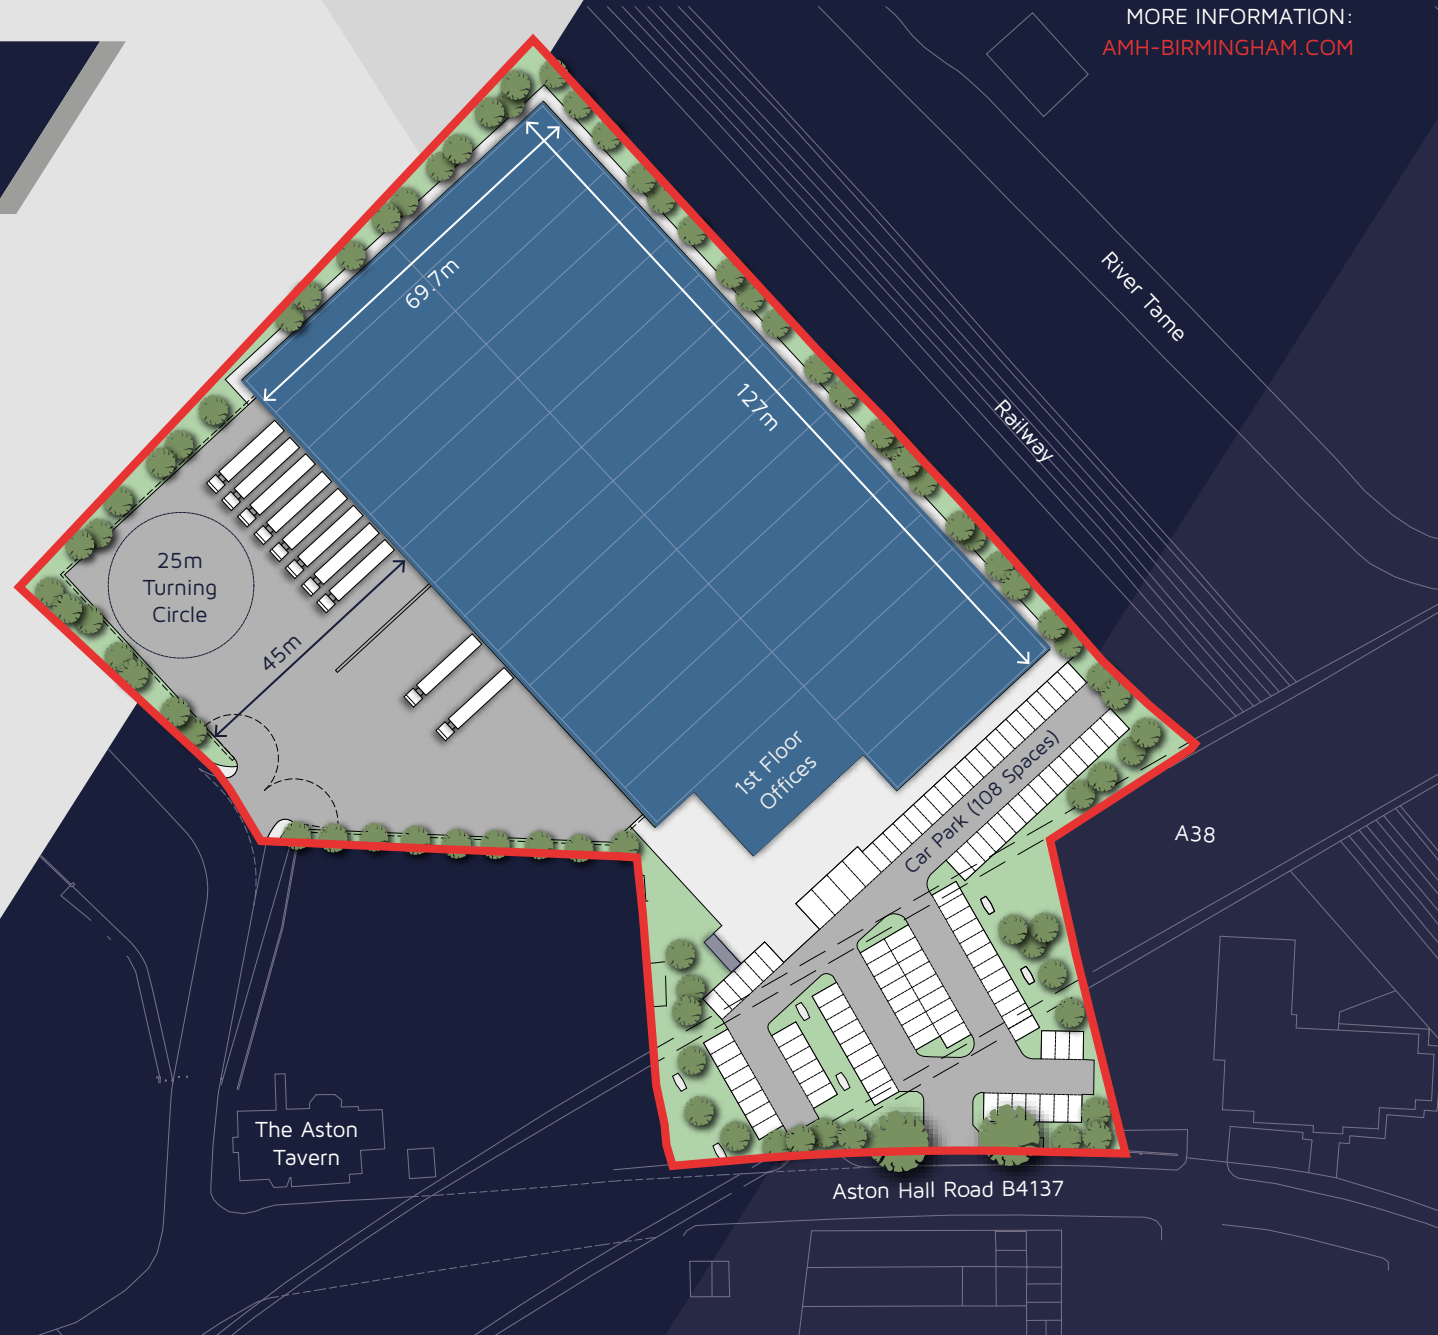 MORE INFORMATION:
AMH-BIRMINGHAM.COM
69.7m
River Tame
127m
Railway
25m
Turning
Circle
45m
1st Floor
Offices
Car Park (108 Spaces)
A38
The Aston
Tavern
Aston Hall Road B4137